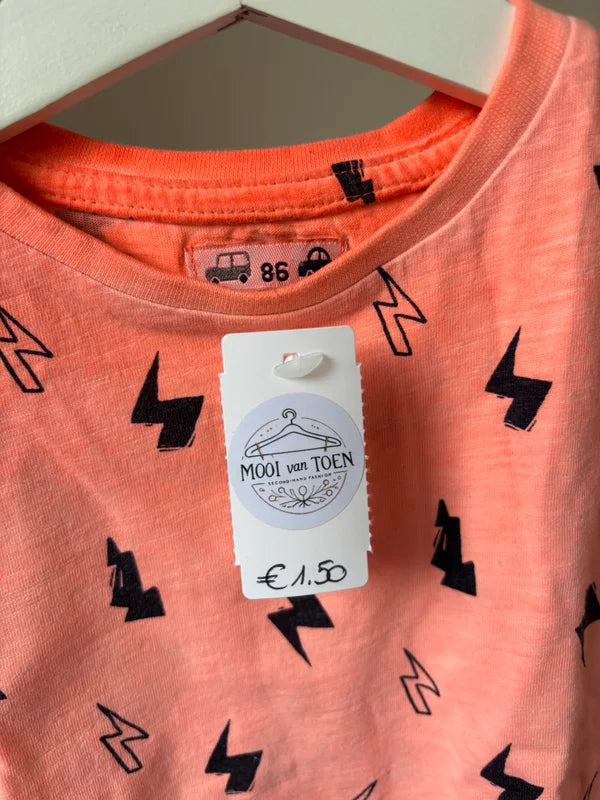 86
MOOI van TOEN
SECOND-HAND FASHION
€ 1.50